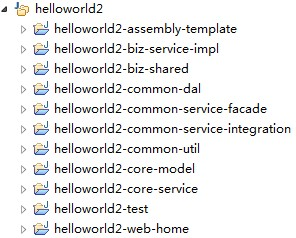 helloworld2
helloworld2-assembly-template
helloworld2-biz-service-impl
helloworld2-biz-shared
helloworld2-common-dal
helloworld2-common-service-facade
helloworld2-common-service-integration
helloworld2-common-util
helloworld2-core-model
helloworld2-core-service
helloworld2-test
helloworld2-web-home